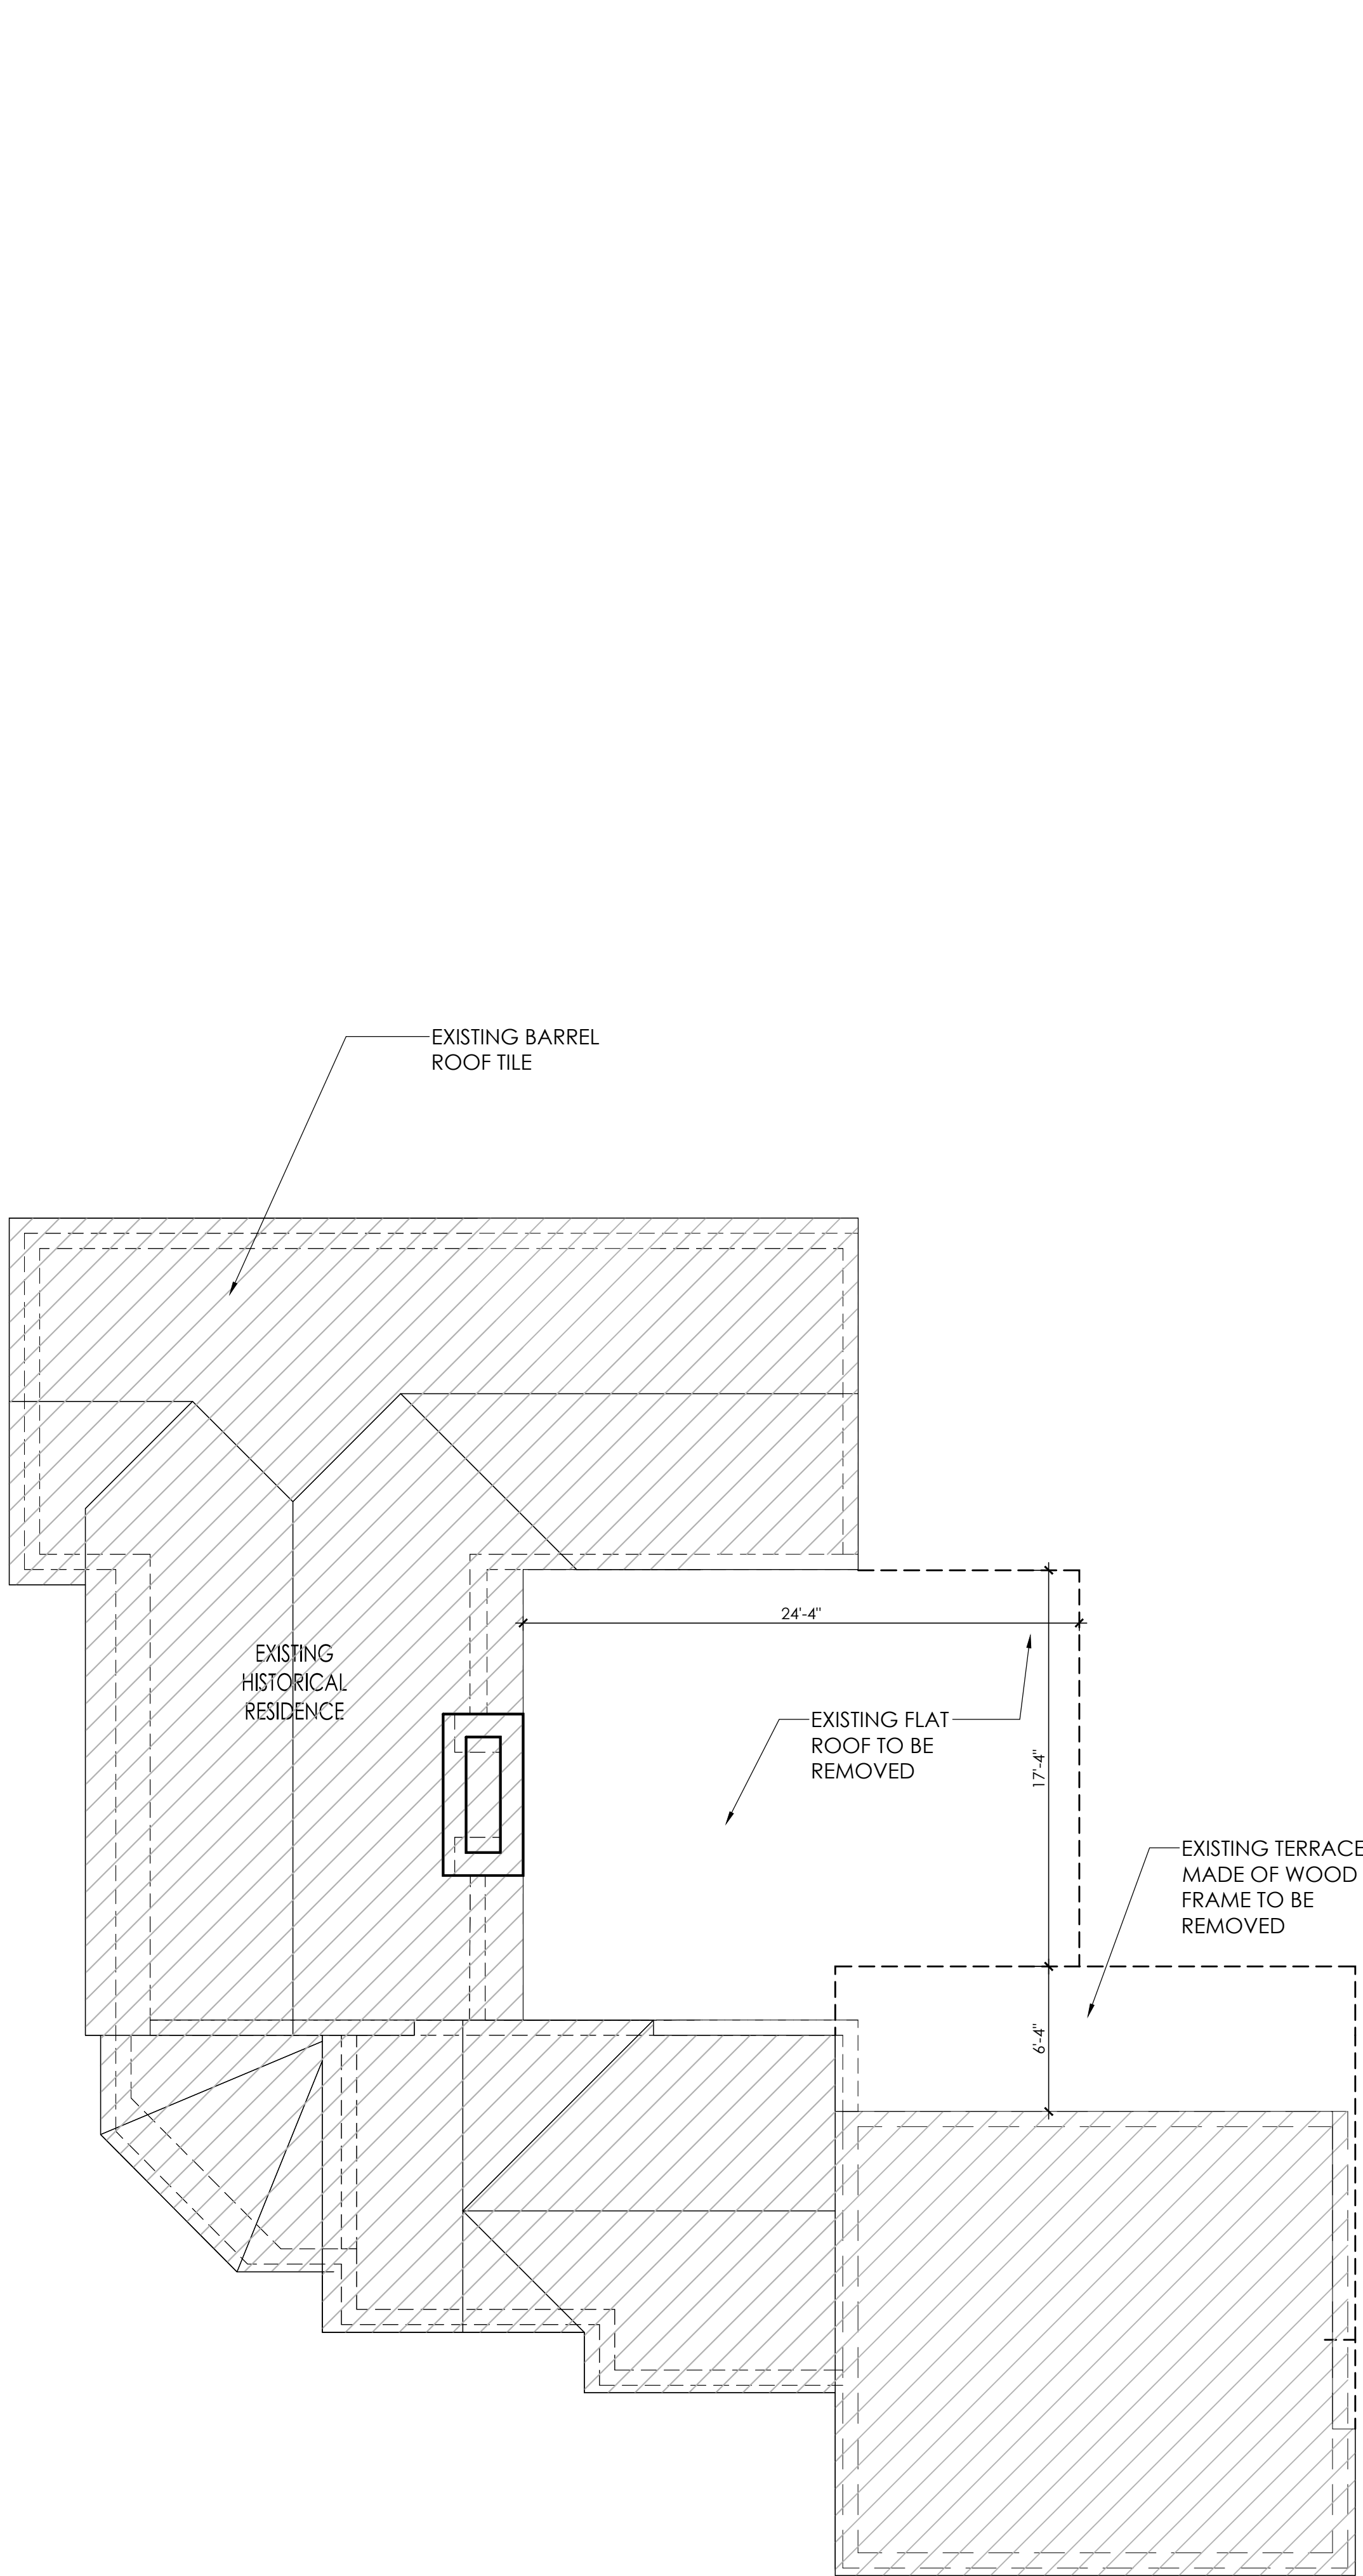 EXISTING BARREL
ROOF TILE
24'-4"
EXISTING
HISTORICAL
RESIDENCE
EXISTING FLAT
ROOF TO BE
REMOVED
17'-4"
EXISTING TERRACE
MADE OF WOOD
FRAME TO BE
REMOVED
6'-4"